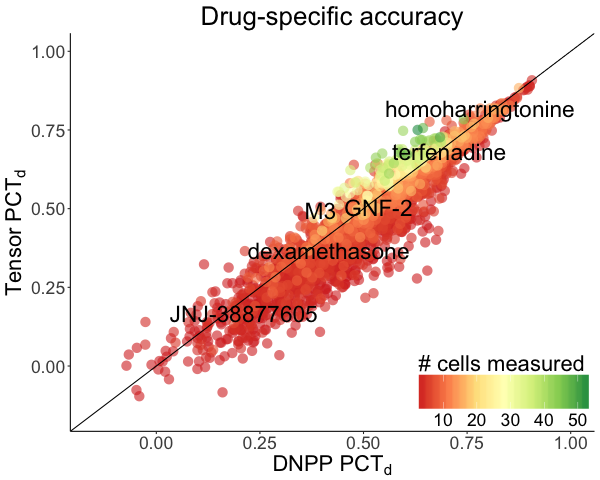 Drug-specific accuracy
1.00
0.75
0.50
0.25
0.00
Tensor PCTd
homoharringtonine
terfenadine
M3 GNF-2
dexamethasone
JNJ-38877605
# cells measured
10 20 30 40 50
0.00 0.25 0.50 0.75 1.00
DNPP PCTd